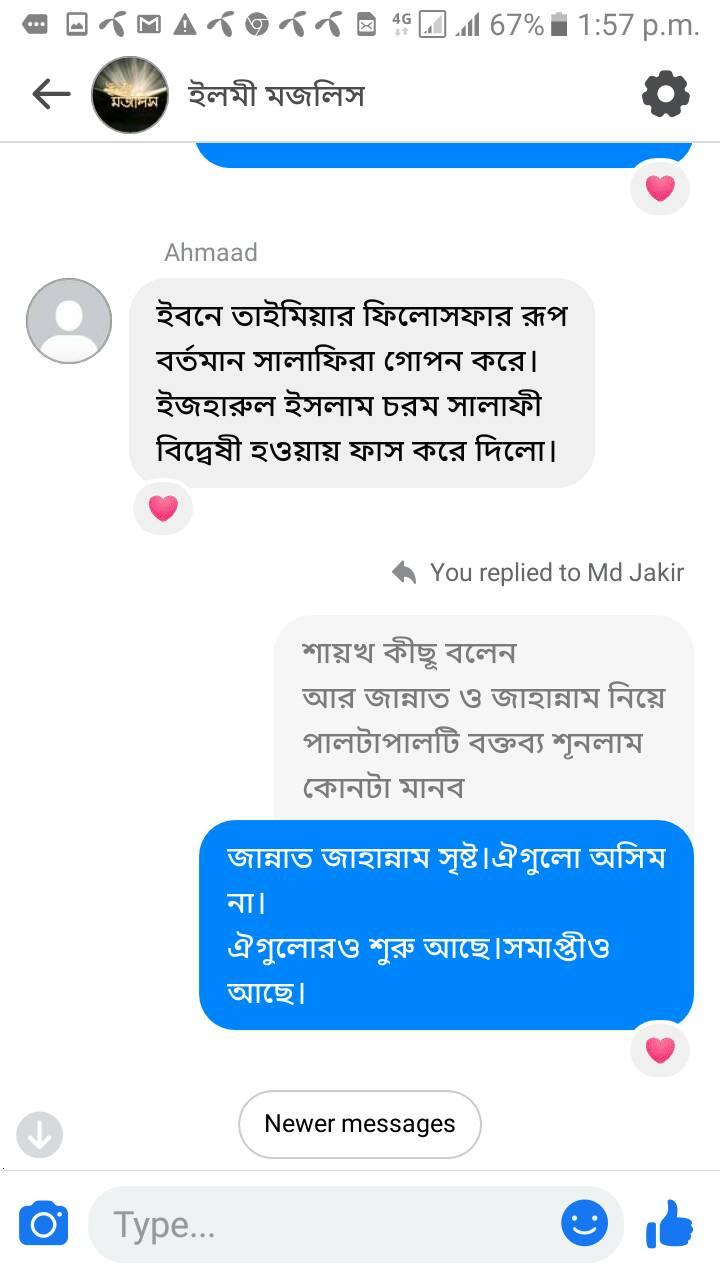 4G 67% 1:57 p.m.
মজলিস
ইলমী মজলিস
Ahmaad
ইবনে তাইমিয়ার ফিলোসফার রূপ
বর্তমান সালাফিরা গোপন করে।
ইজহারুল ইসলাম চরম সালাফী
বিদ্বেষী হওয়ায় ফাস করে দিলো।
You replied to Md Jakir
শায়খ কীছূ বলেন
আর জান্নাত ও জাহান্নাম নিয়ে
পালটাপালটি বক্তব্য শূনলাম
কোনটা মানব
জান্নাত জাহান্নাম সৃষ্ট।ঐগুলো অসিম
না।
ঐগুলোরও শুরু আছে।সমাপ্তীও
আছে।
Newer messages
Type...